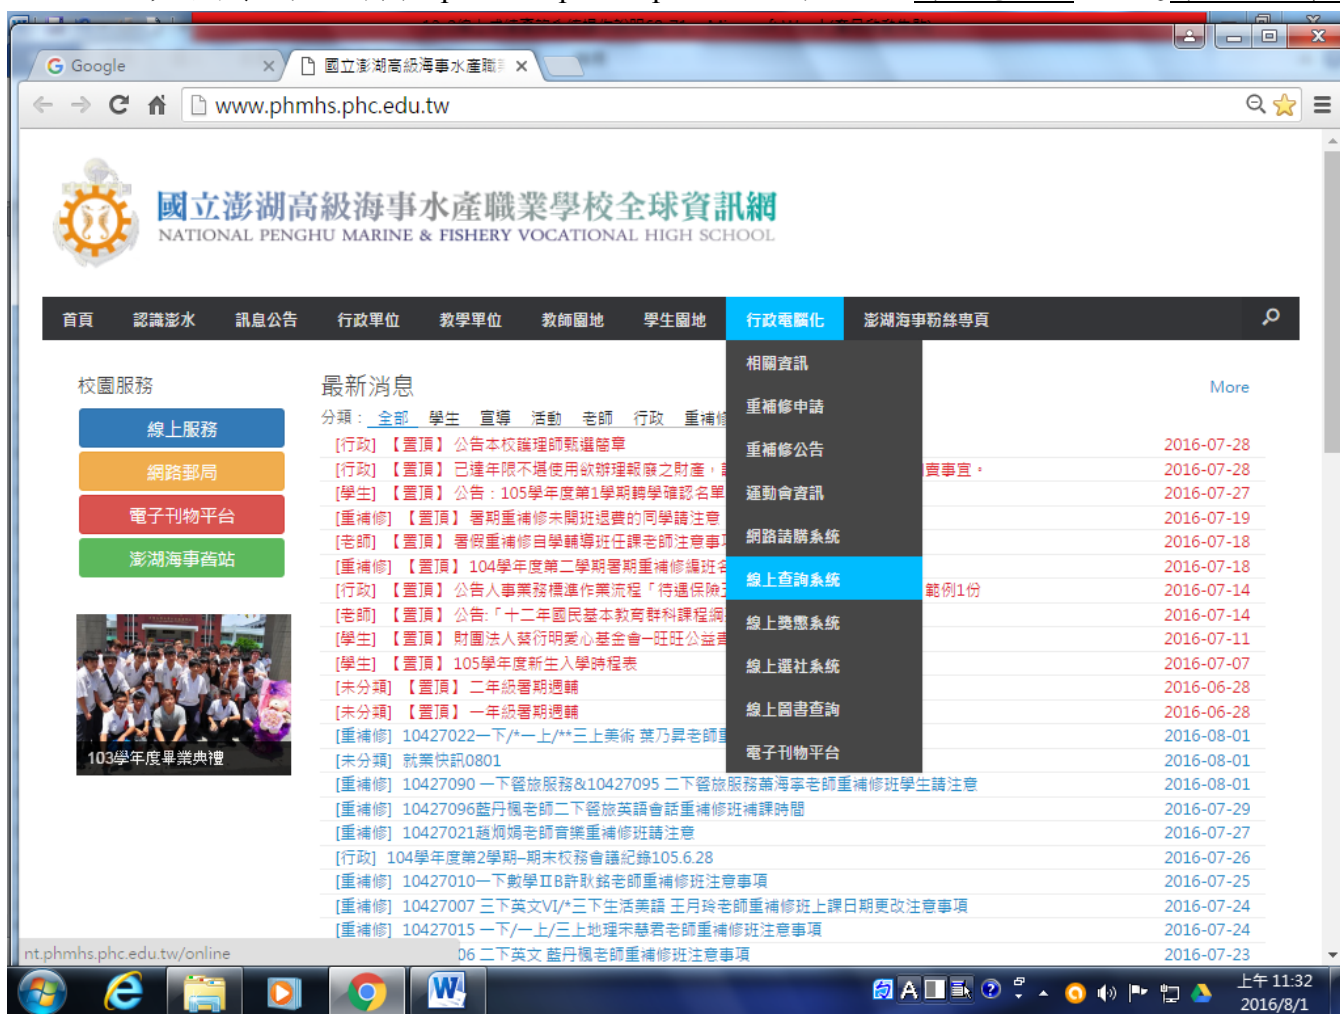 Google
國立澎湖高級海事水產職
www.phmhs.phc.edu.tw
國立澎湖高級海事水產職業學校全球資訊網
NATIONAL PENGHU MARINE & FISHERY VOCATIONAL HIGH SCHOOL
首頁 認識澎水 訊息公告 行政單位 教學單位 教師園地 學生園地 行政電腦化 澎湖海事粉絲專頁
相關資訊
重補修申請
重補修公告
運動會資訊
網路請購系統
線上查詢系統
線上獎懲系統
線上選社系統
線上圖書查詢
電子刊物平台
校園服務
線上服務
網路郵局
電子刊物平台
澎湖海事舊站
103學年度畢業典禮
最新消息 More
分類: 全部 學生 宣導 活動 老師 行政 重補修
[行政] 【置頂】公告本校護理師甄選簡章 2016-07-28
[行政] 【置頂】已達年限不堪使用欲辦理報廢之財產, 賣事宜。 2016-07-28
[學生] 【置頂】公告:105學年度第1學期轉學確認名單 2016-07-27
[重補修] 【置頂】暑期重補修未開班退費的同學請注意 2016-07-19
[老師] 【置頂】暑假重補修自學輔導班任課老師注意事 2016-07-18
[重補修] 【置頂】104學年度第二學期暑期重補修編班名 2016-07-18
[行政] 【置頂】公告人事業務標準作業流程「待遇保險 範例1份 2016-07-14
[老師] 【置頂】公告:「十二年國民基本教育群科課程綱 2016-07-14
[學生] 【置頂】財團法人蔡衍明愛心基金會─旺旺公益 2016-07-11
[學生] 【置頂】105學年度新生入學時程表 2016-07-07
[未分類] 【置頂】二年級暑期週輔 2016-06-28
[未分類] 【置頂】一年級暑期週輔 2016-06-28
[重補修] 10427022一下/*一上/**三上美術 葉乃昇老師 2016-08-01
[未分類] 就業快訊0801 2016-08-01
[重補修] 10427090 一下餐旅服務&10427095 二下餐旅服務蕭海寧老師重補修班學生請注意 2016-08-01
[重補修] 10427096藍丹楓老師二下餐旅英語會話重補修班補課時間 2016-07-29
[重補修] 10427021趙炯娟老師音樂重補修班請注意 2016-07-27
[行政] 104學年度第2學期–期末校務會議紀錄105.6.28 2016-07-26
[重補修] 10427010一下數學ⅡB許耿銘老師重補修班注意事項 2016-07-25
[重補修] 10427007 三下英文VI/*三下生活美語 王月玲老師重補修班上課日期更改注意事項 2016-07-24
[重補修] 10427015 一下/一上/三上地理宋慈君老師重補修班注意事項 2016-07-24
06 二下英文 藍丹楓老師重補修班注意事項 2016-07-23
nt.phmhs.phc.edu.tw/online
上午 11:32
2016/8/1